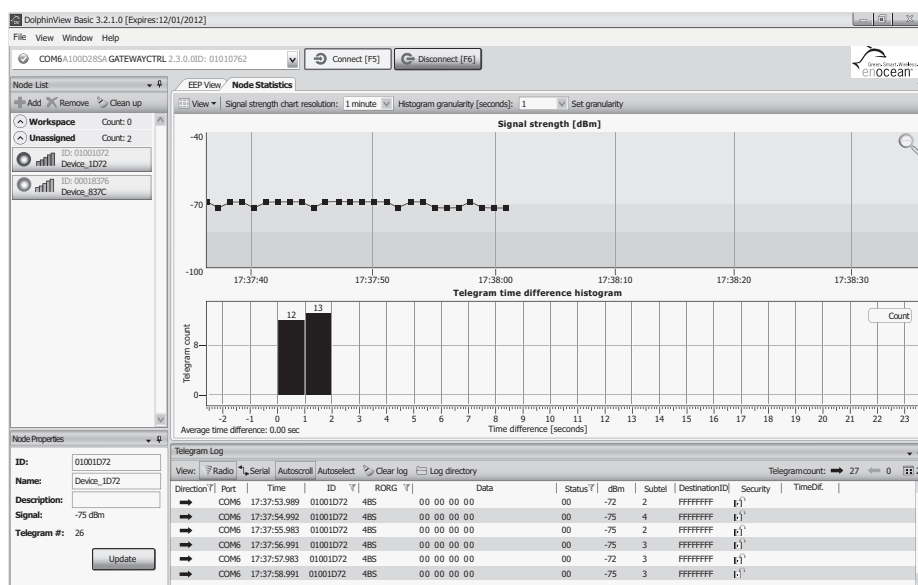 DolphinView Basic 3.2.1.0 [Expires:12/01/2012]
File View Window Help
COM6 A100D28SA GATEWAYCTRL 2.3.0.0ID: 01010762
Connect [F5] Disconnect [F6]
Green·Smart·Wireless
enocean
Node List
Add Remove Clean up
Workspace Count: 0
Unassigned Count: 2
ID: 01001072
Device_1D72
ID: 00018376
Device_837C
EEP View Node Statistics
View Signal strength chart resolution: 1 minute Histogram granularity [seconds]: 1 Set granularity
Signal strength [dBm]
-40
-70
-100
17:37:40 17:37:50 17:38:00 17:38:10 17:38:20 17:38:30
Telegram time difference histogram
12 13
Count
Telegram count
8
0
-2 -1 0 1 2 3 4 5 6 7 8 9 10 11 12 13 14 15 16 17 18 19 20 21 22 23
Average time difference: 0.00 sec Time difference [seconds]
Node Properties
ID: 01001D72
Name: Device_1D72
Description:
Signal: -75 dBm
Telegram #: 26
Update
Telegram Log
View: Radio Serial Autoscroll Autoselect Clear log Log directory Telegramcount: 27 0
Direction Port Time ID RORG Data Status dBm Subtel DestinationID Security TimeDif.
COM6 17:37:53.989 01001D72 4BS 00 00 00 00 00 -72 2 FFFFFFFF
COM6 17:37:54.992 01001D72 4BS 00 00 00 00 00 -75 4 FFFFFFFF
COM6 17:37:55.983 01001D72 4BS 00 00 00 00 00 -75 2 FFFFFFFF
COM6 17:37:56.991 01001D72 4BS 00 00 00 00 00 -75 3 FFFFFFFF
COM6 17:37:57.983 01001D72 4BS 00 00 00 00 00 -72 3 FFFFFFFF
COM6 17:37:58.991 01001D72 4BS 00 00 00 00 00 -75 3 FFFFFFFF